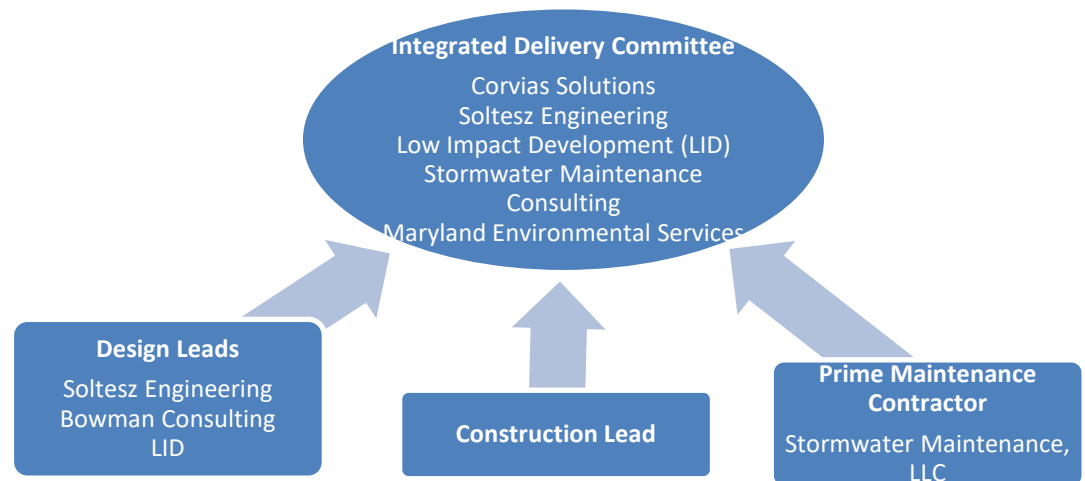 Integrated Delivery Committee
Corvias Solutions
Soltesz Engineering
Low Impact Development (LID)
Stormwater Maintenance
Consulting
Maryland Environmental Services
Design Leads
Soltesz Engineering
Bowman Consulting
LID
Construction Lead
Prime Maintenance
Contractor
Stormwater Maintenance,
LLC